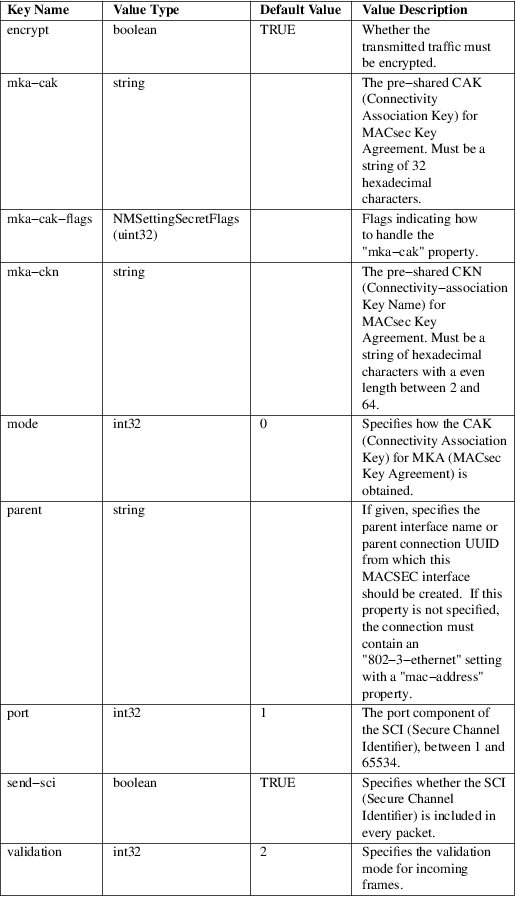 Key Name Value Type Default Value Value Description
encrypt boolean TRUE Whether the
transmitted traffic must
be encrypted.
mka−cak string The pre−shared CAK
(Connectivity
Association Key) for
MACsec Key
Agreement. Must be a
string of 32
hexadecimal
characters.
mka−cak−flags NMSettingSecretFlags Flags indicating how
(uint32) to handle the
"mka−cak" property.
mka−ckn string The pre−shared CKN
(Connectivity−association
Key Name) for
MACsec Key
Agreement. Must be a
string of hexadecimal
characters with a even
length between 2 and
64.
mode int32 0 Specifies how the CAK
(Connectivity Association
Key) for MKA (MACsec
Key Agreement) is
obtained.
parent string If given, specifies the
parent interface name or
parent connection UUID
from which this
MACSEC interface
should be created. If this
property is not specified,
the connection must
contain an
"802−3−ethernet" setting
with a "mac−address"
property.
port int32 1 The port component of
the SCI (Secure Channel
Identifier), between 1 and
65534.
send−sci boolean TRUE Specifies whether the SCI
(Secure Channel
Identifier) is included in
every packet.
validation int32 2 Specifies the validation
mode for incoming
frames.